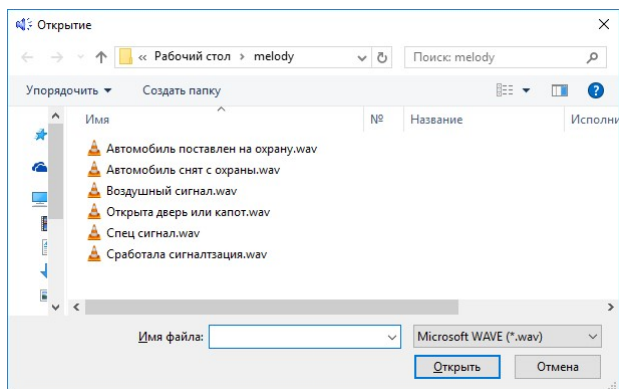 Открытие
« Рабочий стол › melody
Поиск: melody
Упорядочить
Создать папку
?
Имя
№
Название
Исполни
Автомобиль поставлен на охрану.wav
Автомобиль снят с охраны.wav
Воздушный сигнал.wav
Открыта дверь или капот.wav
Спец сигнал.wav
Сработала сигналтзация.wav
Имя файла:
Microsoft WAVE (*.wav)
Открыть
Отмена